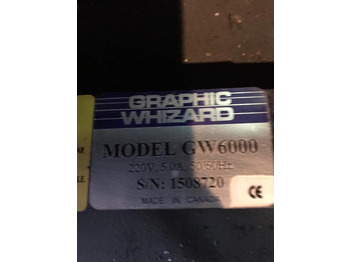 GRAPHIC
WHIZARD
MODEL GW6000
220V, 5.0A, 50/60Hz
S/N: 1508720
CE
MADE IN CANADA